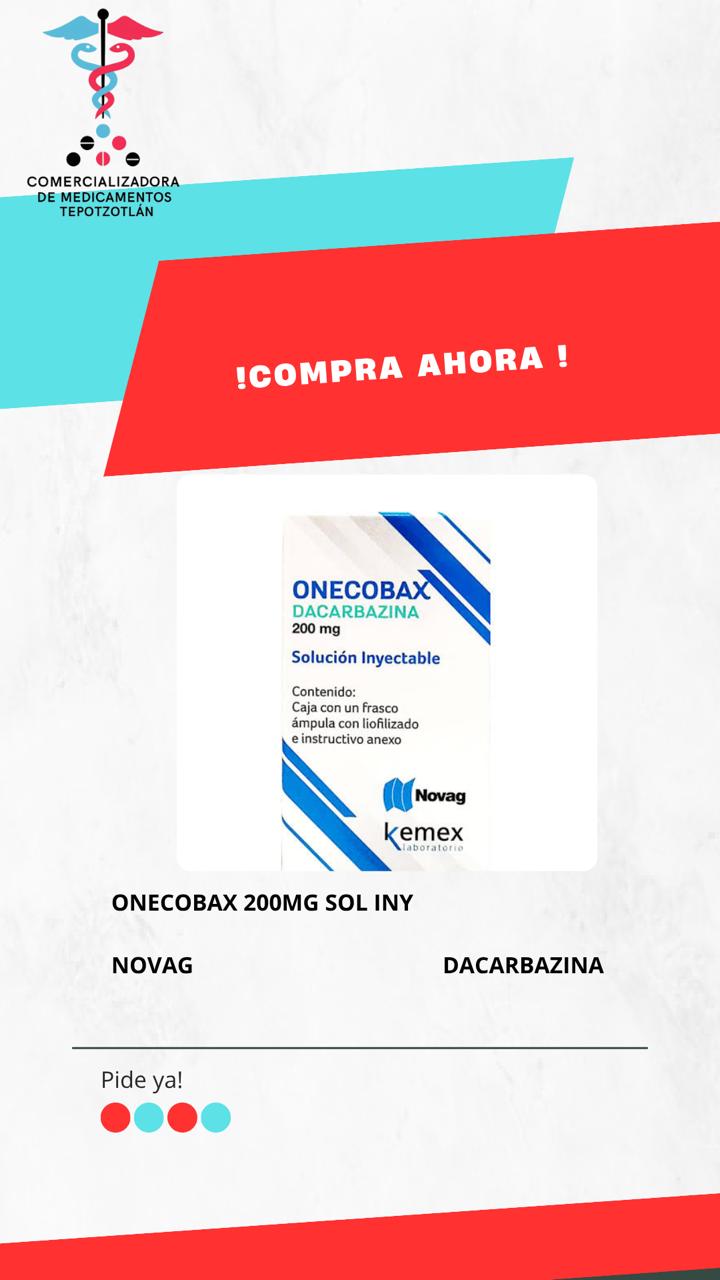 COMERCIALIZADORA
DE MEDICAMENTOS
TEPOTZOTLÁN
!COMPRA AHORA !
ONECOBAX
DACARBAZINA
200 mg
Solución Inyectable
Contenido:
Caja con un frasco
ámpula con liofilizado
e instructivo anexo
Novag
kemex
laboratorio
ONECOBAX 200MG SOL INY
NOVAG DACARBAZINA
Pide ya!